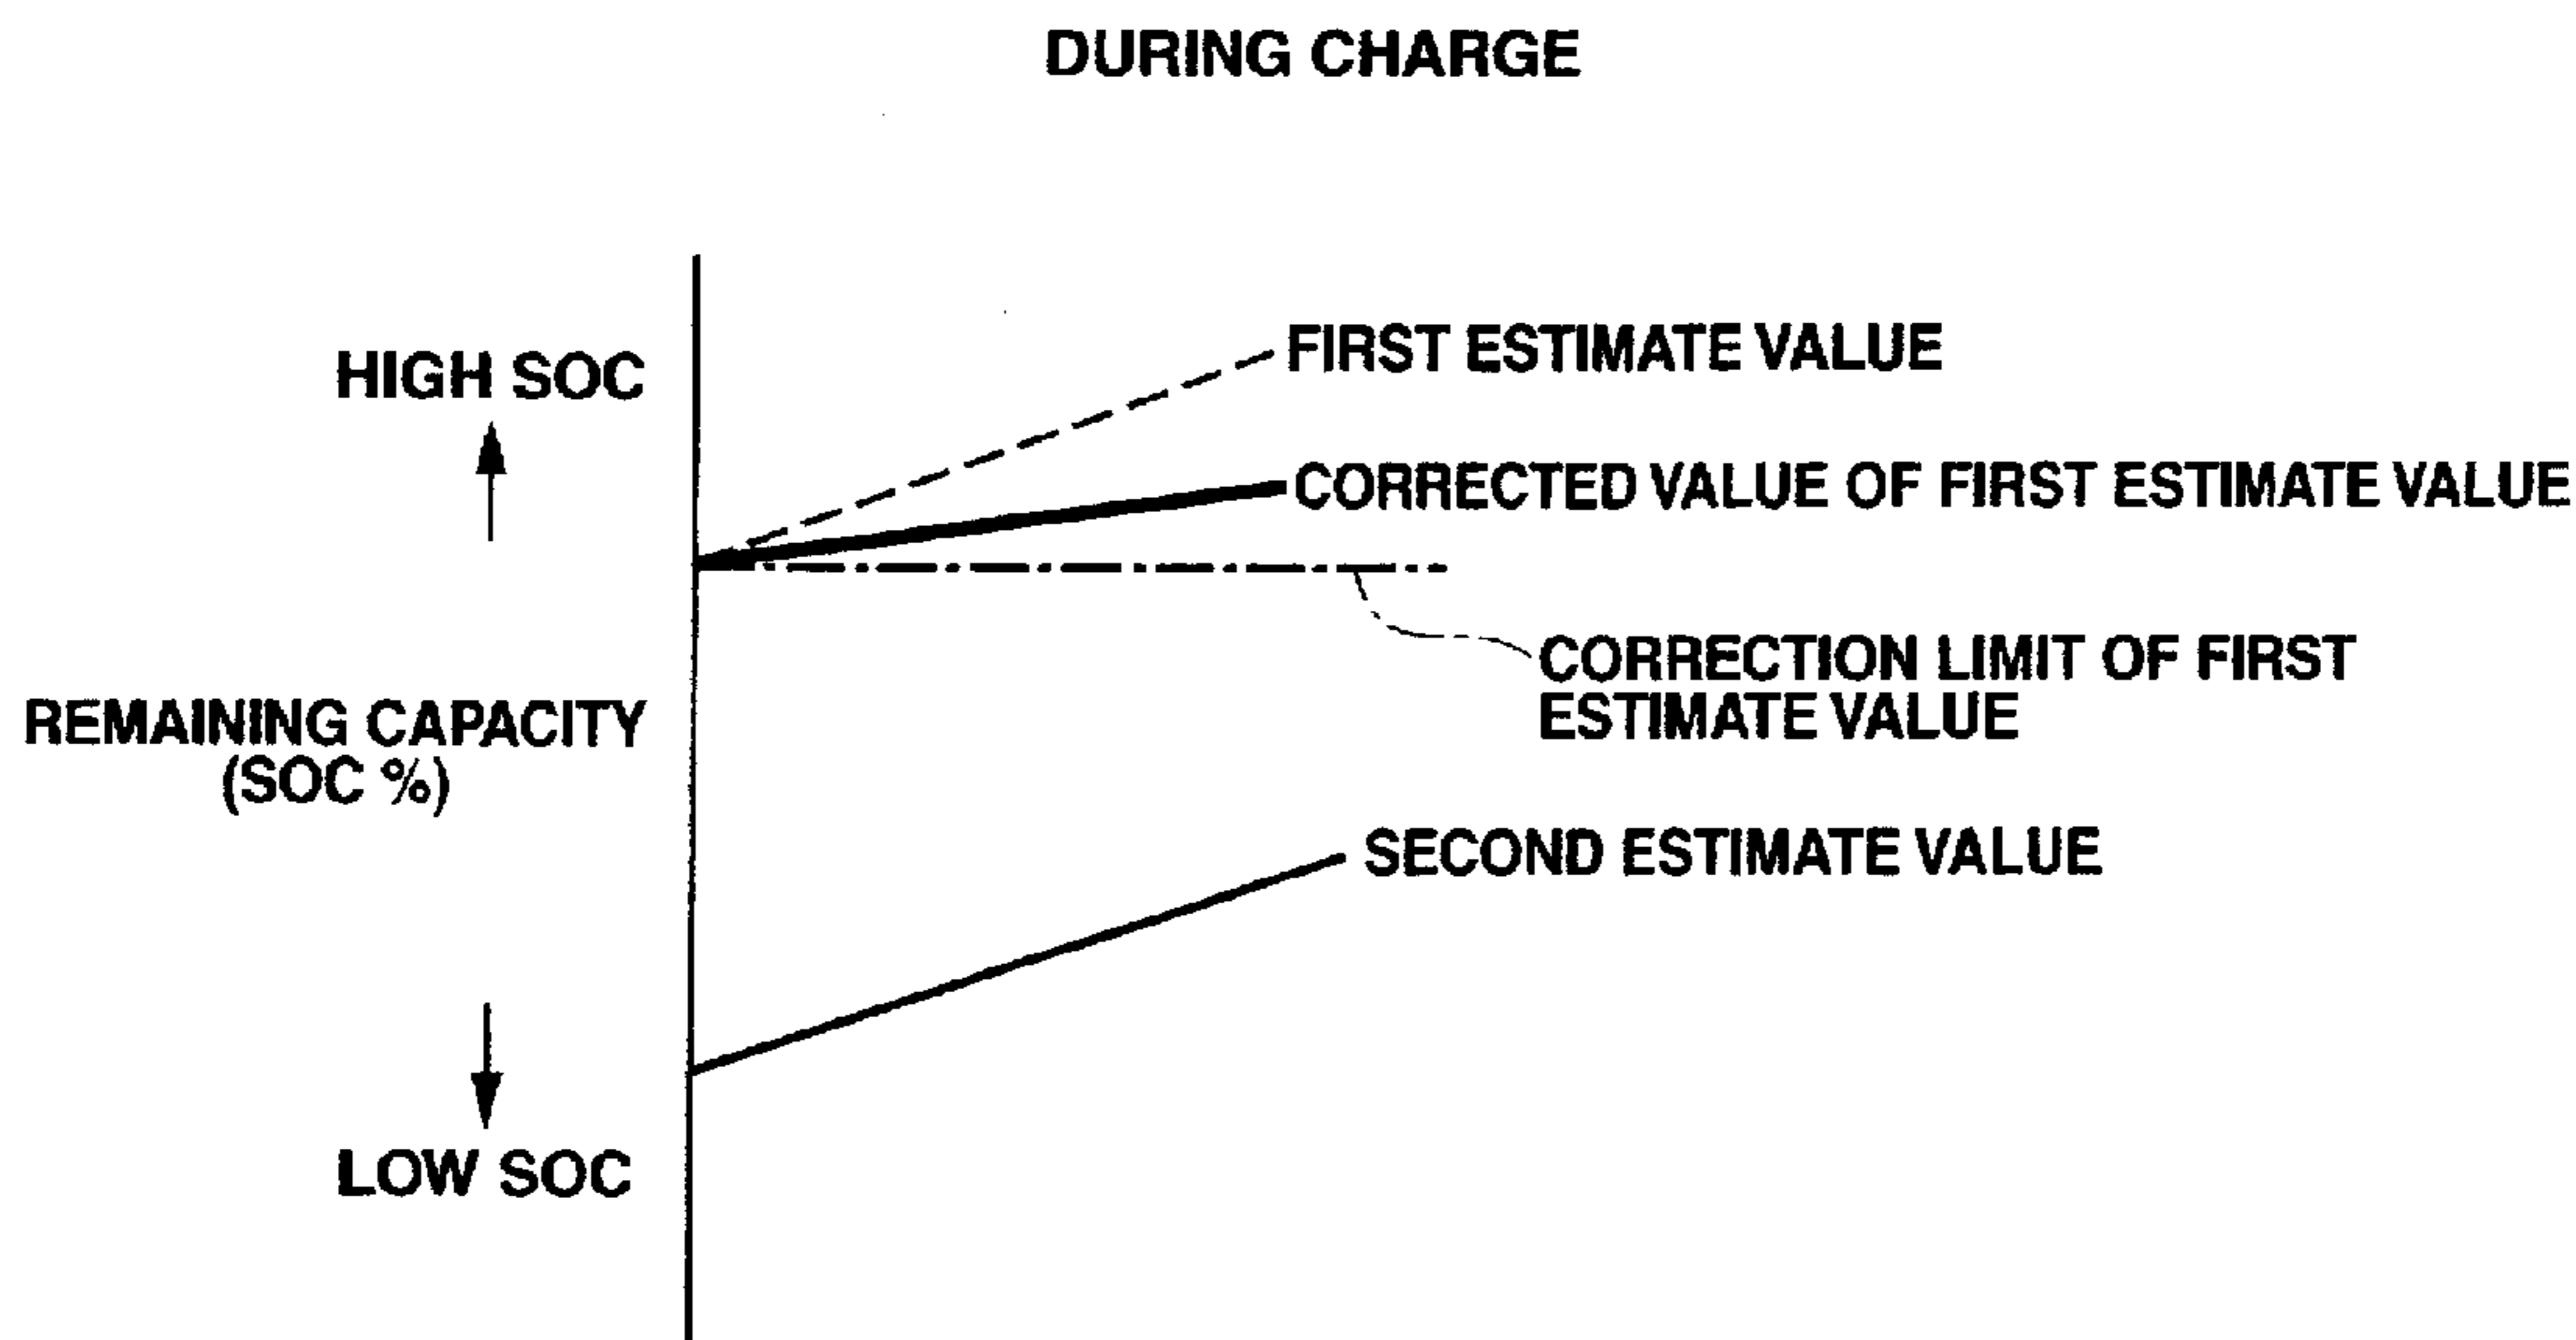 DURING CHARGE
HIGH SOC
FIRST ESTIMATE VALUE
CORRECTED VALUE OF FIRST ESTIMATE VALUE
CORRECTION LIMIT OF FIRST
ESTIMATE VALUE
REMAINING CAPACITY
(SOC %)
SECOND ESTIMATE VALUE
LOW SOC